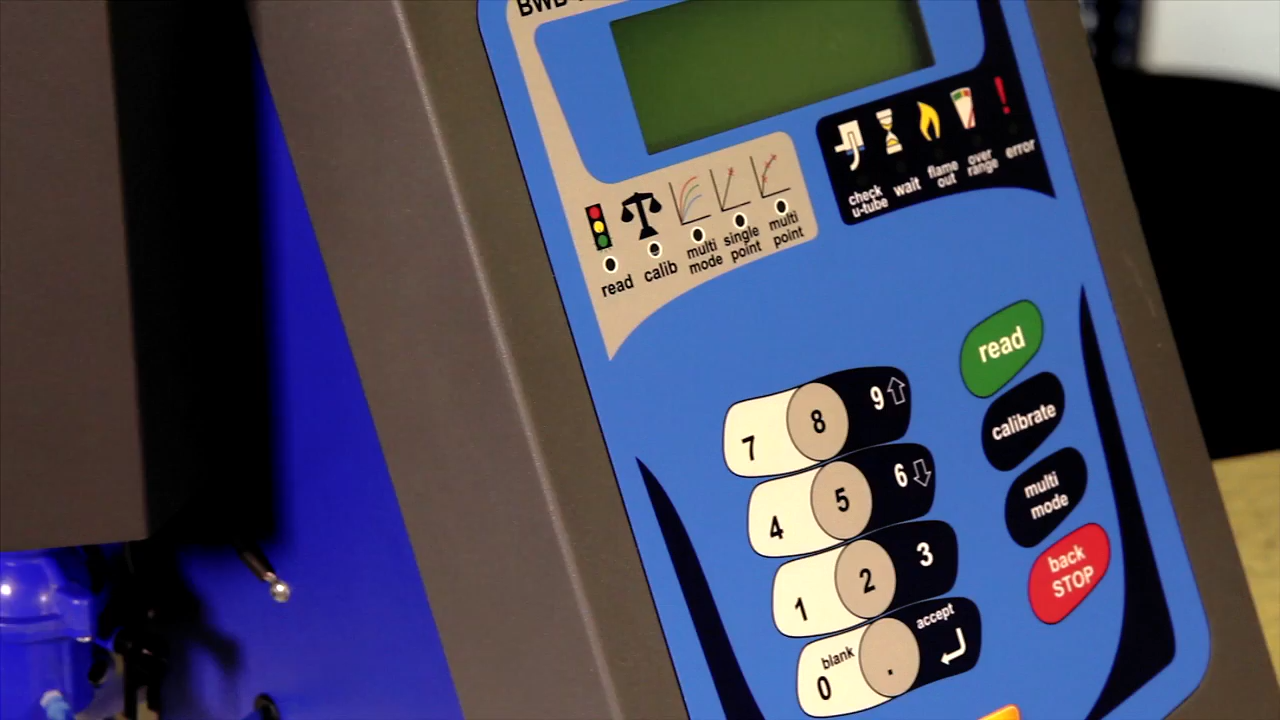 BWB
check
u-tube
wait
flame
out
over
range
error
read
calib
multi
mode
single
point
multi
point
read
calibrate
multi
mode
back
STOP
7 8 9
4 5 6
1 2 3
blank
0 . accept